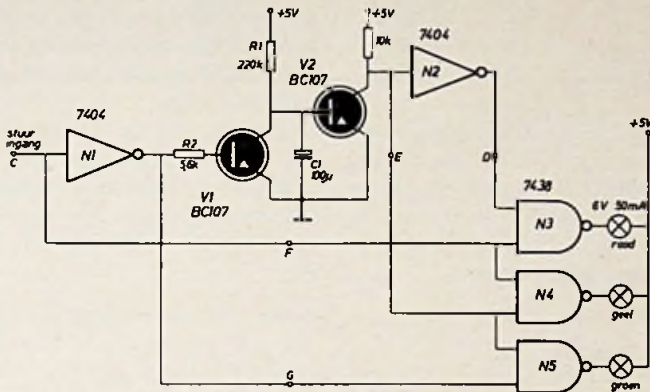 +5V
+5V
R1
220k
10k
7404
N2
V2
BC107
7404
stuur
ingang
C
N1
R2
5,6k
V1
BC107
C1
100µ
E
D
+5V
7438
N3
6V 50mA
rood
F
N4
geel
N5
groen
G